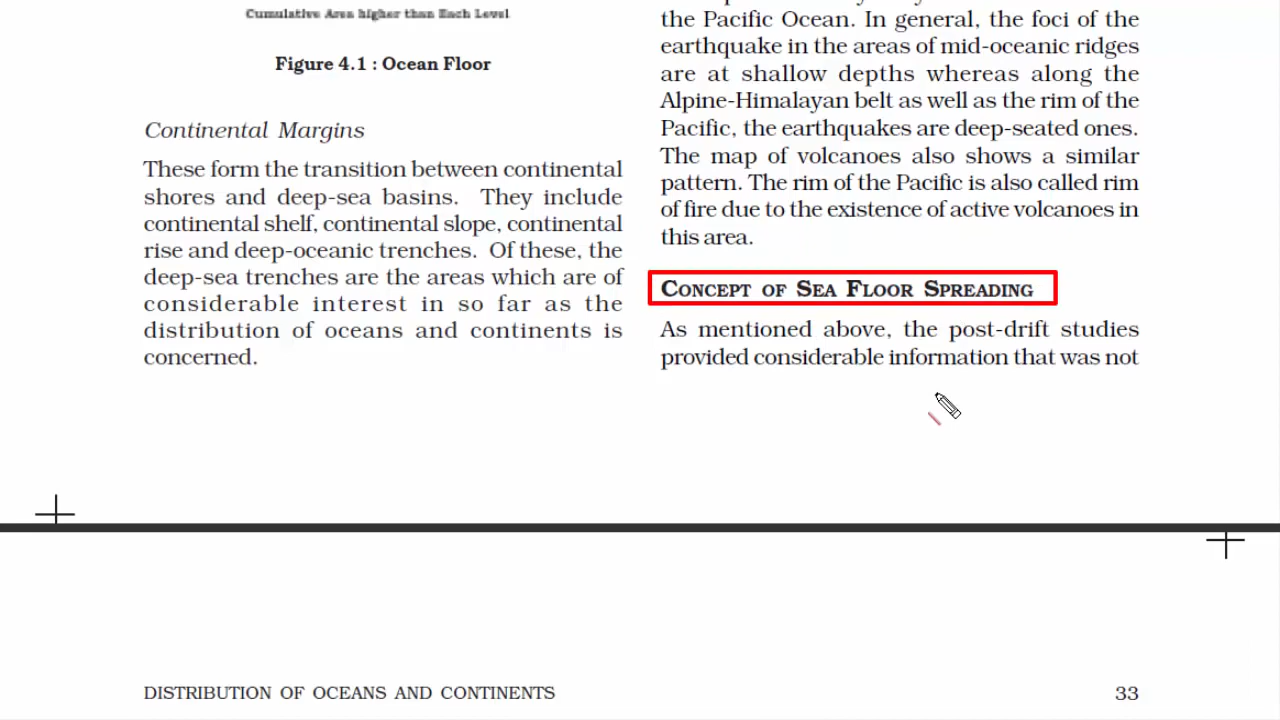 Cumulative Area higher than Each Level
Figure 4.1 : Ocean Floor
Continental Margins
These form the transition between continental
shores and deep-sea basins. They include
continental shelf, continental slope, continental
rise and deep-oceanic trenches. Of these, the
deep-sea trenches are the areas which are of
considerable interest in so far as the
distribution of oceans and continents is
concerned.
the Pacific Ocean. In general, the foci of the
earthquake in the areas of mid-oceanic ridges
are at shallow depths whereas along the
Alpine-Himalayan belt as well as the rim of the
Pacific, the earthquakes are deep-seated ones.
The map of volcanoes also shows a similar
pattern. The rim of the Pacific is also called rim
of fire due to the existence of active volcanoes in
this area.
CONCEPT OF SEA FLOOR SPREADING
As mentioned above, the post-drift studies
provided considerable information that was not
DISTRIBUTION OF OCEANS AND CONTINENTS
33